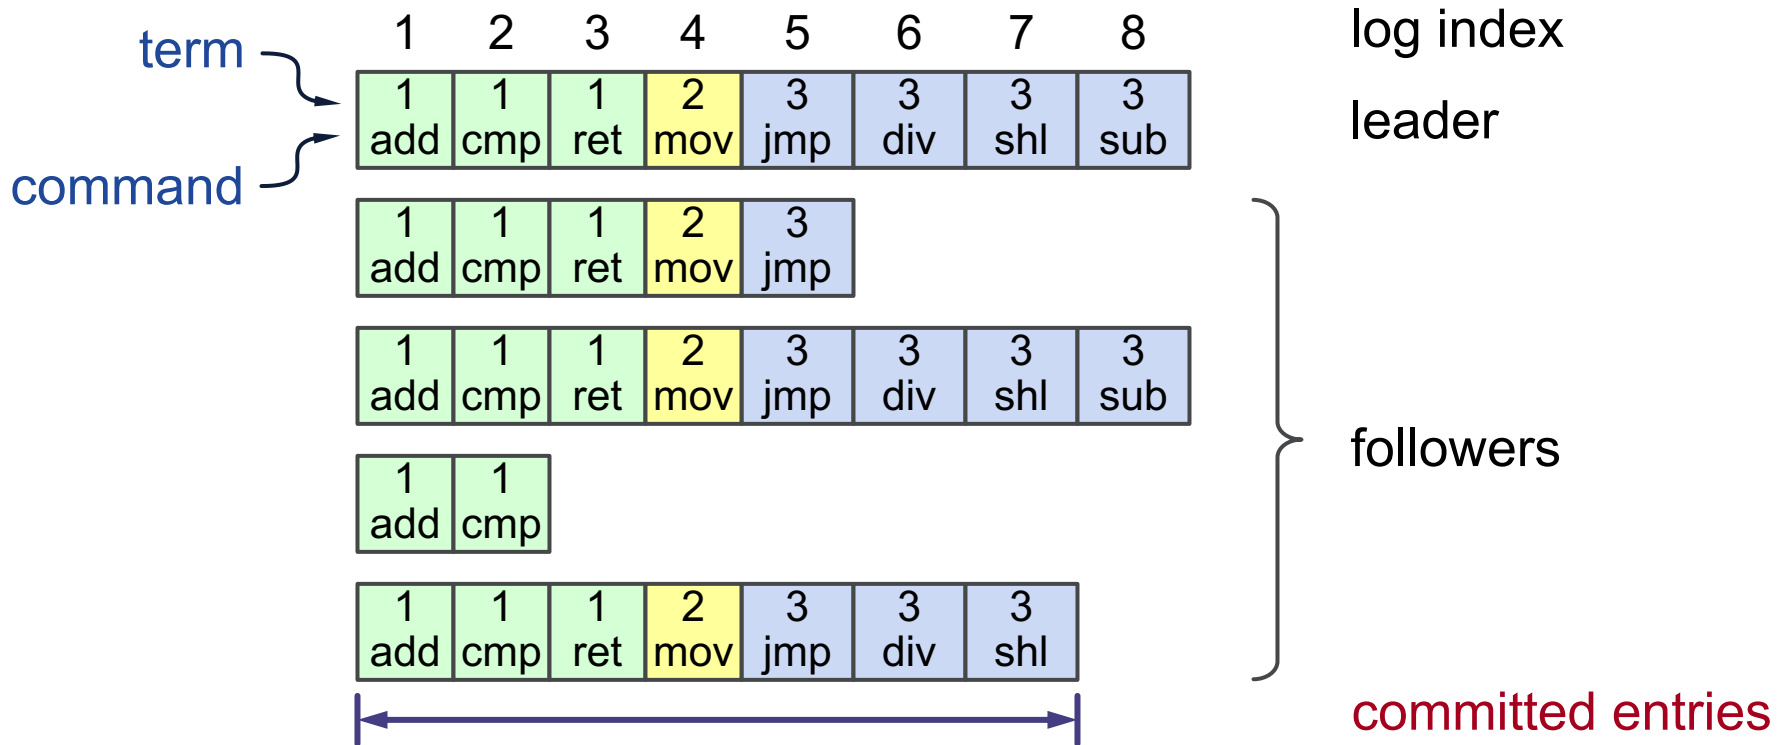 1 2 3 4 5 6 7 8 log index
term
1 1 1 2 3 3 3 3
add cmp ret mov jmp div shl sub
leader
command
1 1 1 2 3
add cmp ret mov jmp
1 1 1 2 3 3 3 3
add cmp ret mov jmp div shl sub
followers
1 1
add cmp
1 1 1 2 3 3 3
add cmp ret mov jmp div shl
committed entries